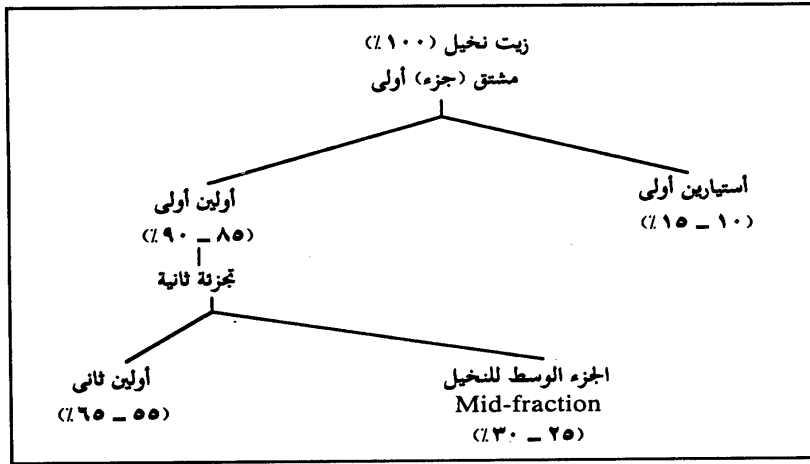 زيت نخيل (١٠٠٪)
مشتق (جزء) أولى
أستيارين أولى
(١٠ – ١٥٪)
أولين أولى
(٨٥ – ٩٠٪)
تجزئة ثانية
الجزء الوسط للنخيل
Mid-fraction
(٢٥ – ٣٠٪)
أولين ثانى
(٥٥ – ٦٥٪)